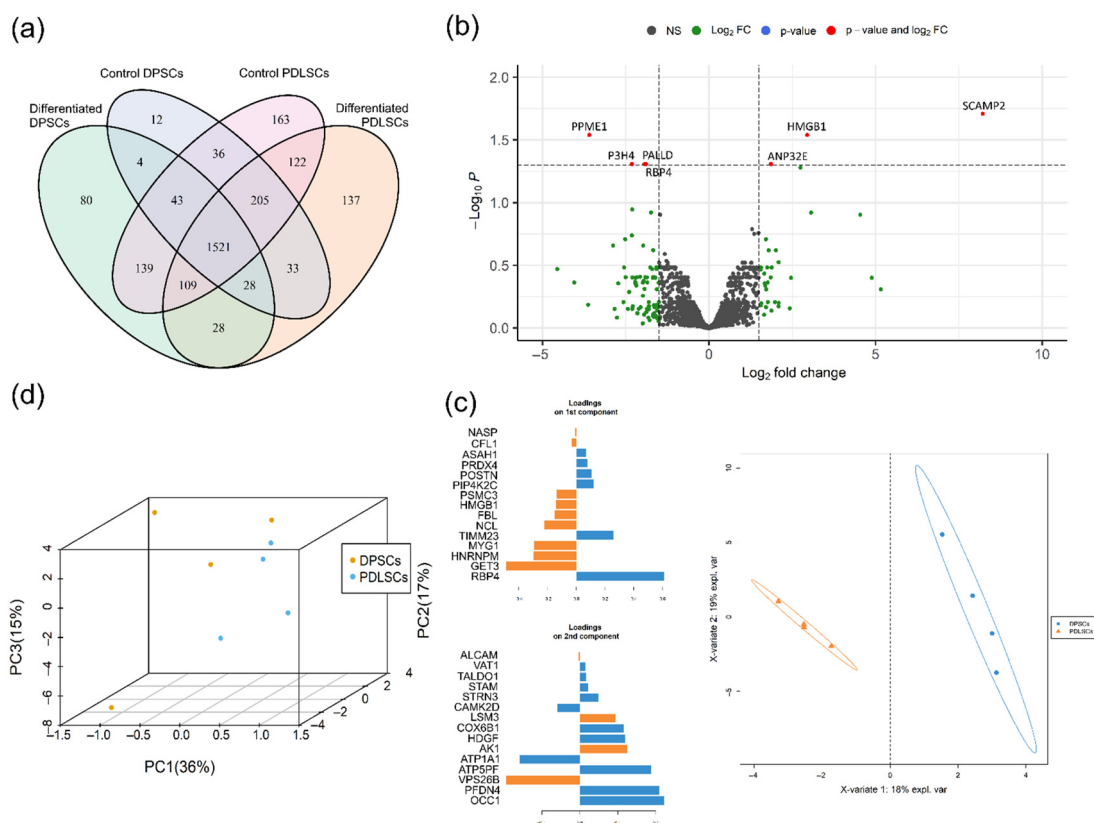 (a)
Control DPSCs
Control PDLSCs
Differentiated
DPSCs
Differentiated
PDLSCs
12
163
4
36
122
80
43
205
137
1521
139
33
109
28
28
(b)
NS
Log2 FC
p-value
p – value and log2 FC
–Log10 P
2.0
1.5
1.0
0.5
0.0
SCAMP2
PPME1
HMGB1
P3H4
PALLD
RBP4
ANP32E
–5
0
5
10
Log2 fold change
(d)
4
2
0
–2
–4
–6
–8
PC3(15%)
–1.5
–1.0
–0.5
0.0
0.5
1.0
1.5
PC1(36%)
–4
–2
0
2
4
PC2(17%)
DPSCs
PDLSCs
(c)
Loadings
on 1st component
NASP
CFL1
ASAH1
PRDX4
POSTN
PIP4K2C
PSMC3
HMGB1
FBL
NCL
TIMM23
MYG1
HNRNPM
GET3
RBP4
Loadings
on 2nd component
ALCAM
VAT1
TALDO1
STAM
STRN3
CAMK2D
LSM3
COX6B1
HDGF
AK1
ATP1A1
ATP5PF
VPS26B
PFDN4
OCC1
X-variate 2: 19% expl. var
10
5
0
−5
−4
−2
0
2
4
X-variate 1: 18% expl. var
DPSCs
PDLSCs